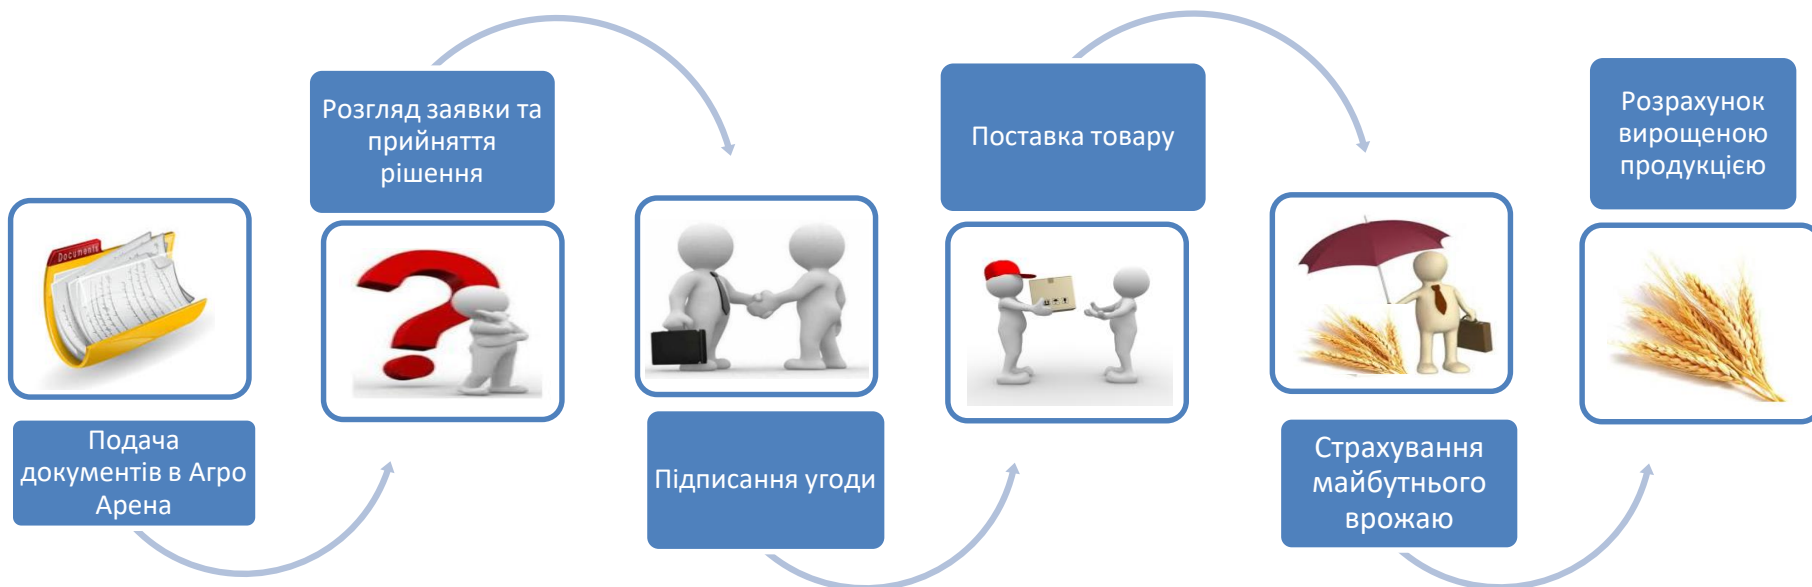 Подача
документів в Агро
Арена
Documents
Розгляд заявки та
прийняття
рішення
Підписання угоди
Поставка товару
Страхування
майбутнього
врожаю
Розрахунок
вирощеною
продукцією